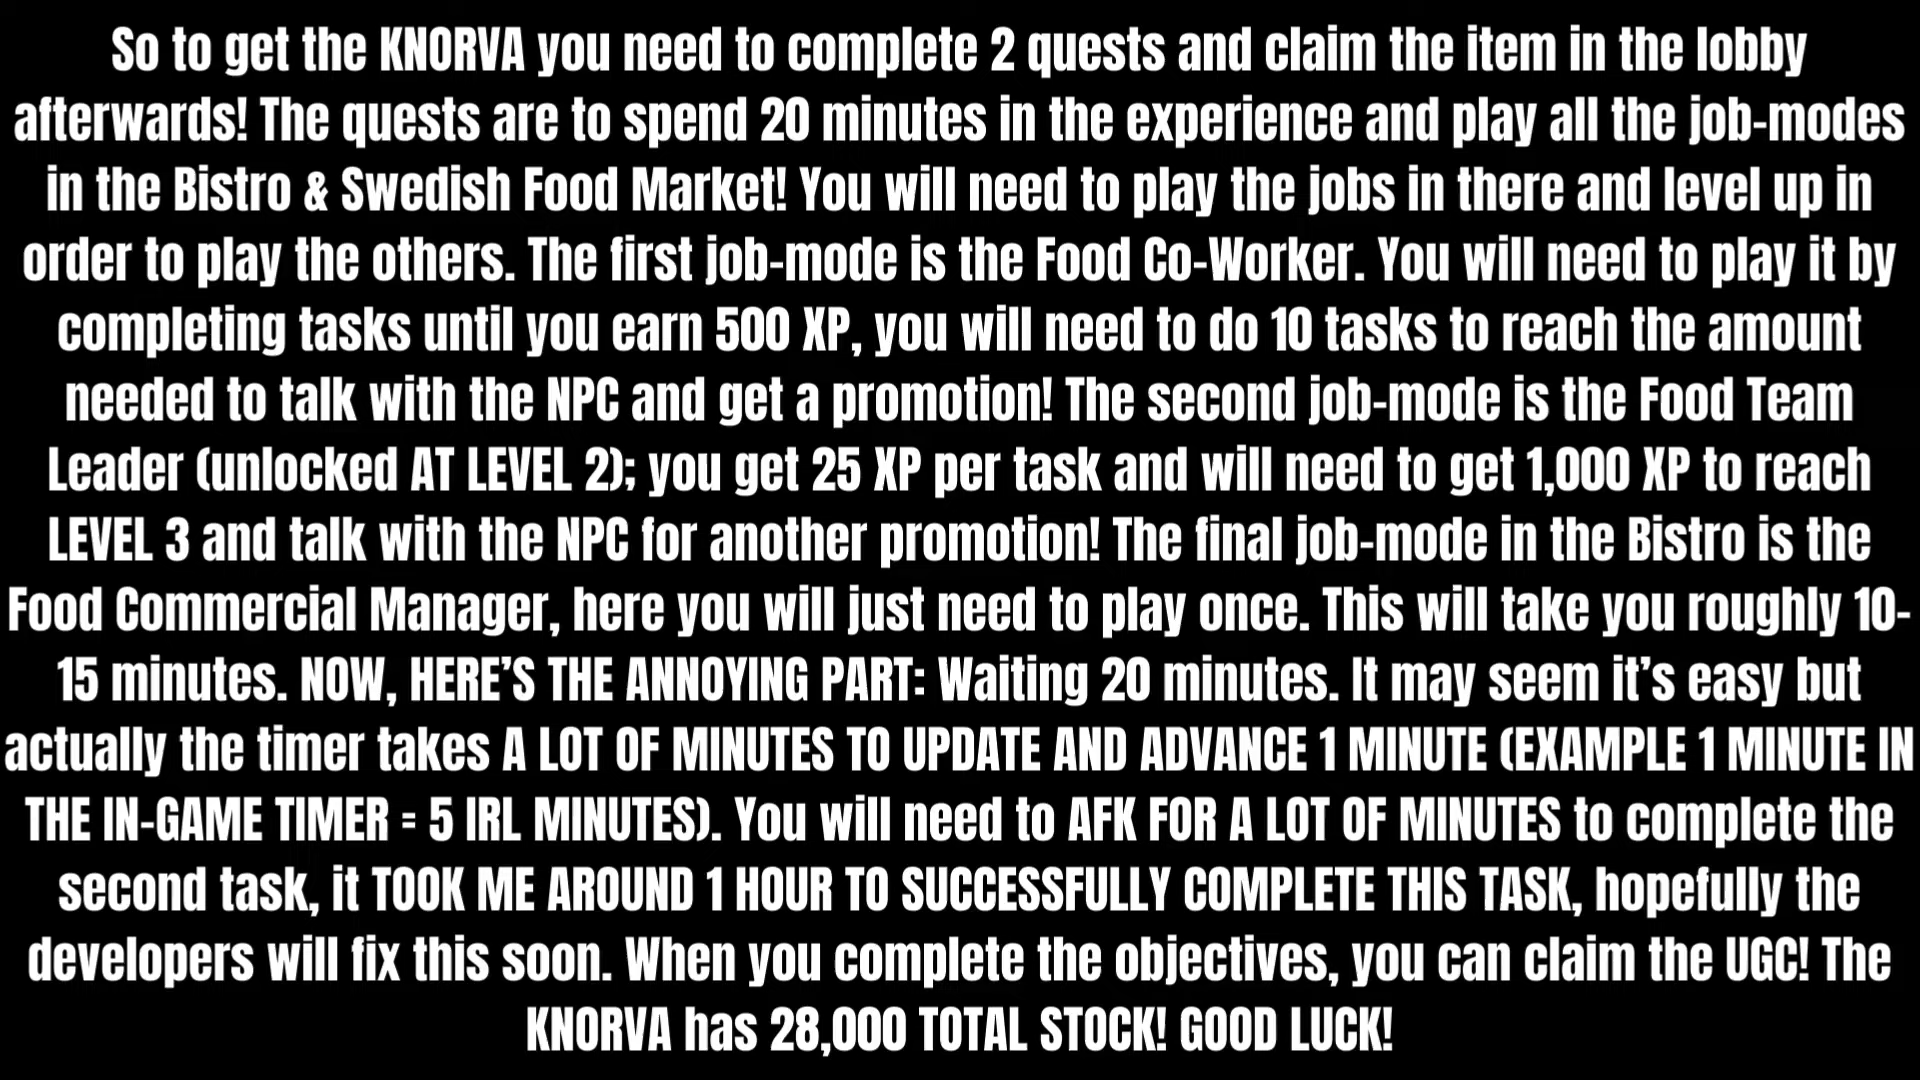 So to get the KNORVA you need to complete 2 quests and claim the item in the lobby
afterwards! The quests are to spend 20 minutes in the experience and play all the job-modes
in the Bistro & Swedish Food Market! You will need to play the jobs in there and level up in
order to play the others. The first job-mode is the Food Co-Worker. You will need to play it by
completing tasks until you earn 500 XP, you will need to do 10 tasks to reach the amount
needed to talk with the NPC and get a promotion! The second job-mode is the Food Team
Leader (unlocked AT LEVEL 2); you get 25 XP per task and will need to get 1,000 XP to reach
LEVEL 3 and talk with the NPC for another promotion! The final job-mode in the Bistro is the
Food Commercial Manager, here you will just need to play once. This will take you roughly 10-
15 minutes. NOW, HERE’S THE ANNOYING PART: Waiting 20 minutes. It may seem it’s easy but
actually the timer takes A LOT OF MINUTES TO UPDATE AND ADVANCE 1 MINUTE (EXAMPLE 1 MINUTE IN
THE IN-GAME TIMER = 5 IRL MINUTES). You will need to AFK FOR A LOT OF MINUTES to complete the
second task, it TOOK ME AROUND 1 HOUR TO SUCCESSFULLY COMPLETE THIS TASK, hopefully the
developers will fix this soon. When you complete the objectives, you can claim the UGC! The
KNORVA has 28,000 TOTAL STOCK! GOOD LUCK!